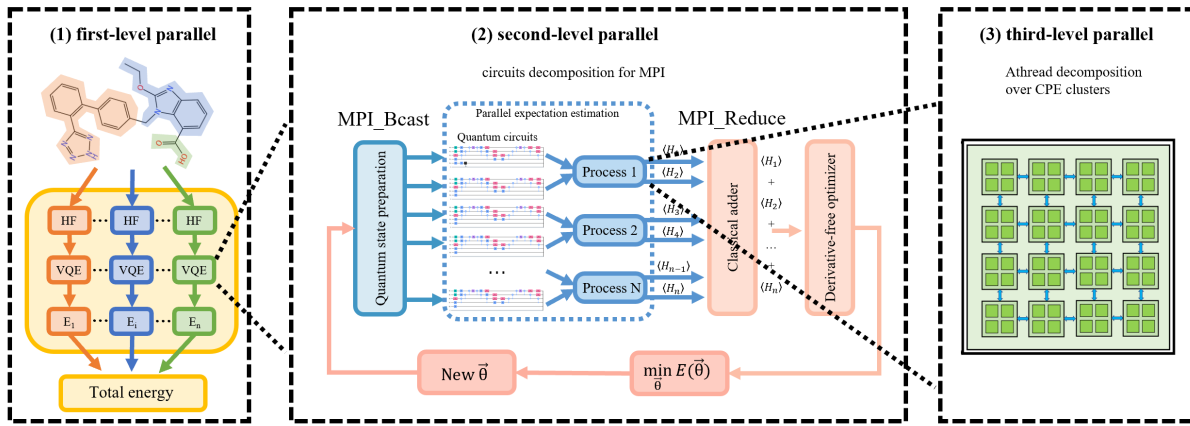 (1) first-level parallel
N
O
N
N
N
N
N
H
O
HO
HF
HF
HF
VQE
VQE
VQE
E₁
Eᵢ
Eₙ
Total energy
(2) second-level parallel
circuits decomposition for MPI
MPI_Bcast
Parallel expectation estimation
MPI_Reduce
Quantum circuits
Quantum state preparation
Process 1
Process 2
...
Process N
⟨H₁⟩
⟨H₂⟩
⟨H₃⟩
⟨H₄⟩
⟨Hₙ₋₁⟩
⟨Hₙ⟩
Classical adder
⟨H₁⟩
+
⟨H₂⟩
+
...
+
⟨Hₙ⟩
Derivative-free optimizer
New θ⃗
min E(θ⃗)
θ⃗
(3) third-level parallel
Athread decomposition
over CPE clusters